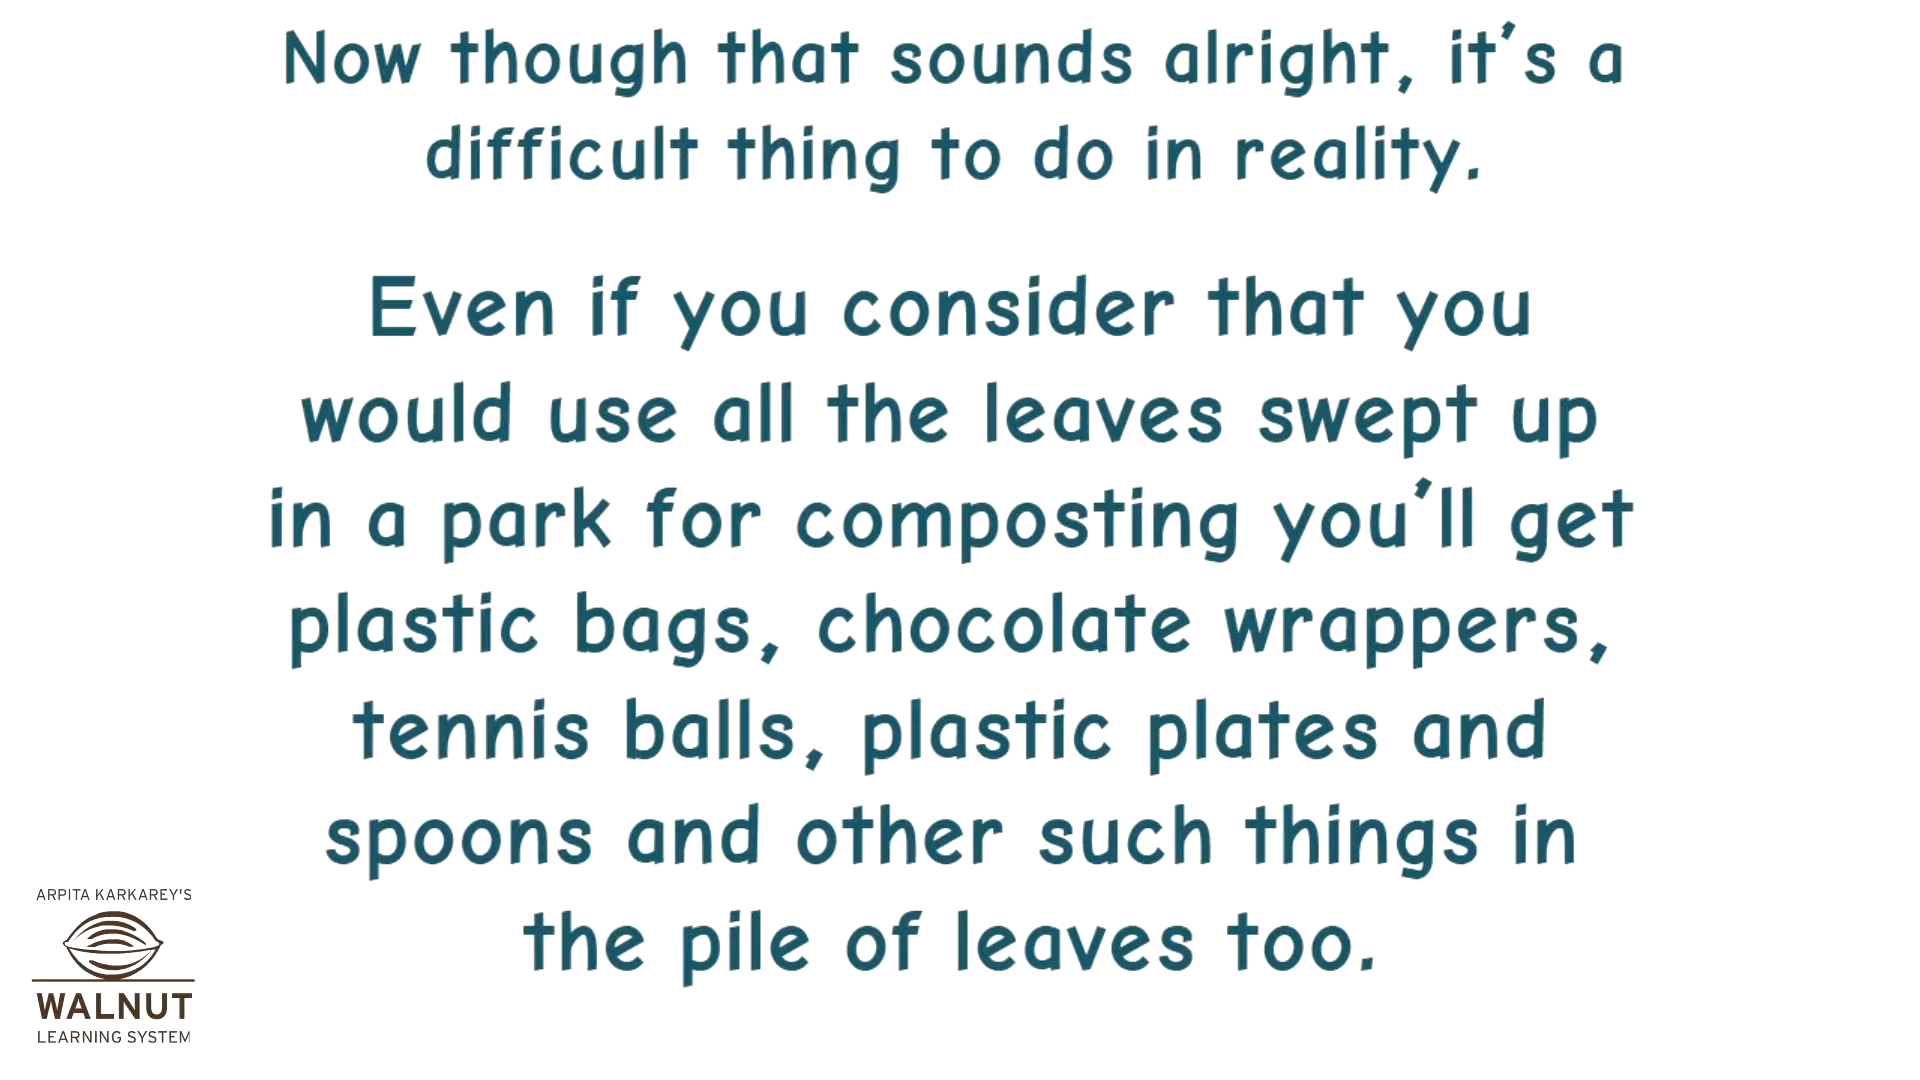 Now though that sounds alright, it's a
difficult thing to do in reality.
Even if you consider that you
would use all the leaves swept up
in a park for composting you'll get
plastic bags, chocolate wrappers,
tennis balls, plastic plates and
spoons and other such things in
the pile of leaves too.
ARPITA KARKAREY'S
WALNUT
LEARNING SYSTEM